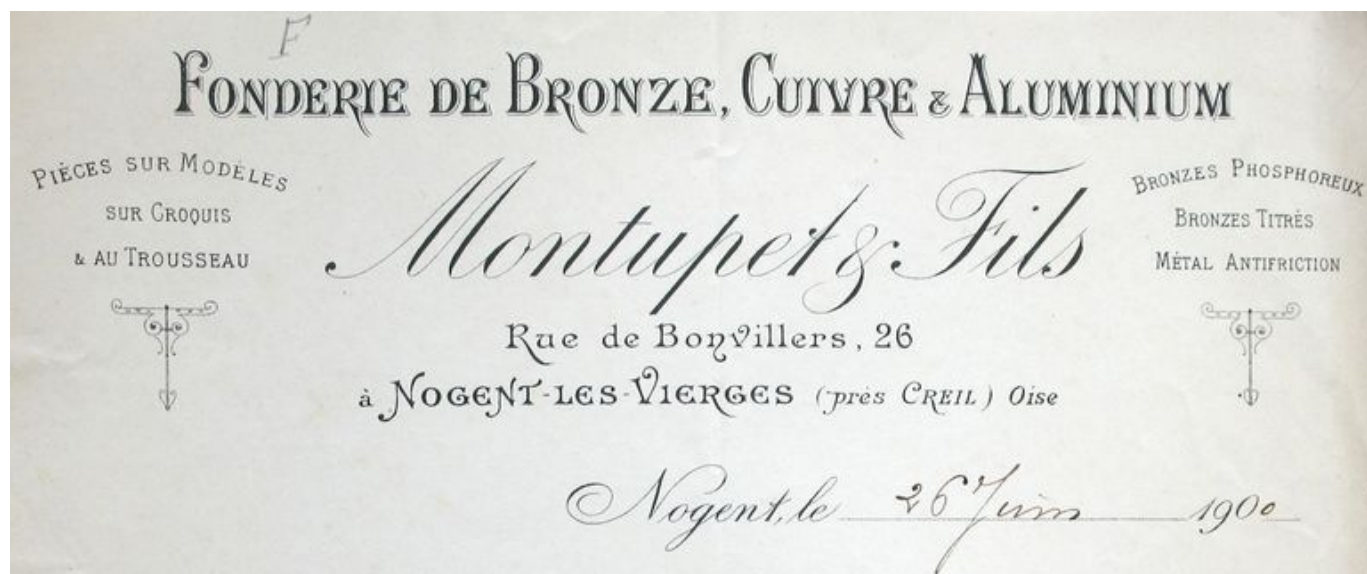 F
FONDERIE DE BRONZE, CUIVRE & ALUMINIUM
PIÈCES SUR MODÈLES
SUR CROQUIS
& AU TROUSSEAU
Montupet & Fils
BRONZES PHOSPHOREUX
BRONZES TITRÉS
MÉTAL ANTIFRICTION
Rue de Bonvillers, 26
à NOGENT-LES-VIERGES (près CREIL) Oise
Nogent, le 26 Juin 1900